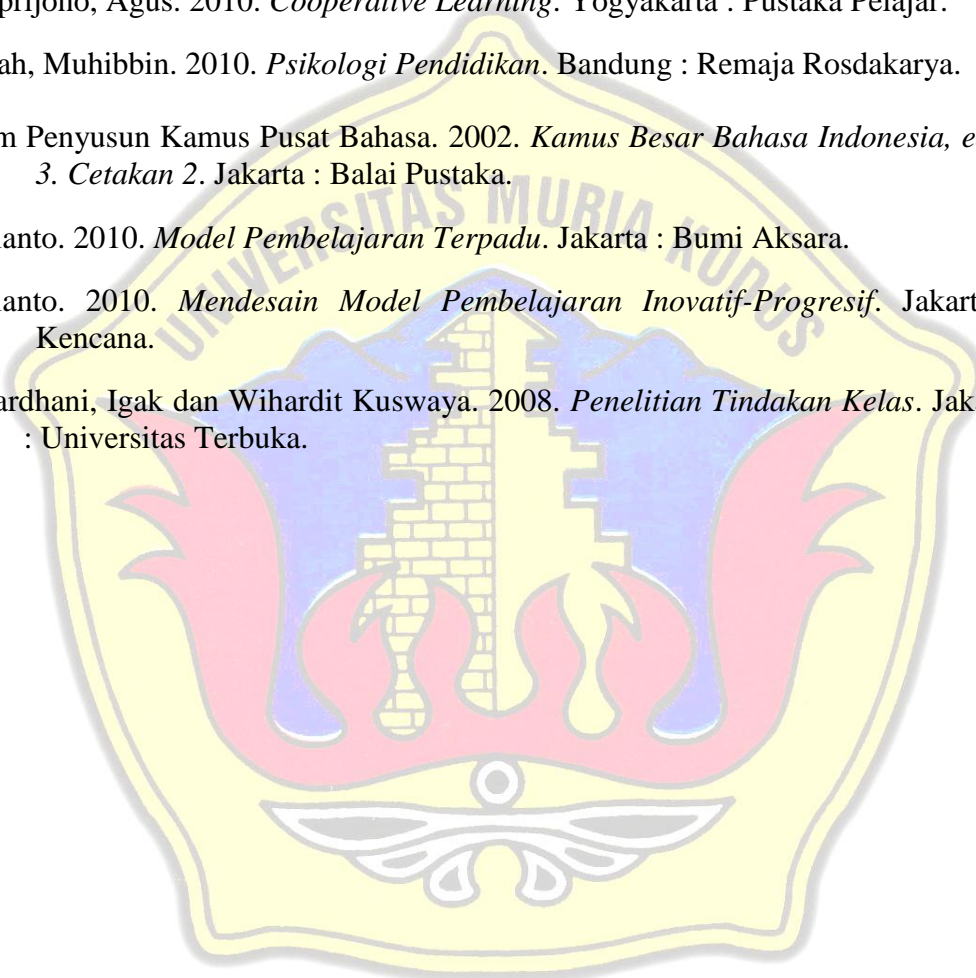 prijono, Agus. 2010. Cooperative Learning. Yogyakarta : Pustaka Pelajar.
ah, Muhibbin. 2010. Psikologi Pendidikan. Bandung : Remaja Rosdakarya.
m Penyusun Kamus Pusat Bahasa. 2002. Kamus Besar Bahasa Indonesia, e
3. Cetakan 2. Jakarta : Balai Pustaka.
anto. 2010. Model Pembelajaran Terpadu. Jakarta : Bumi Aksara.
anto. 2010. Mendesain Model Pembelajaran Inovatif-Progresif. Jakart
Kencana.
ardhani, Igak dan Wihardit Kuswaya. 2008. Penelitian Tindakan Kelas. Jak
: Universitas Terbuka.
UNIVERSITAS MURIA KUDUS